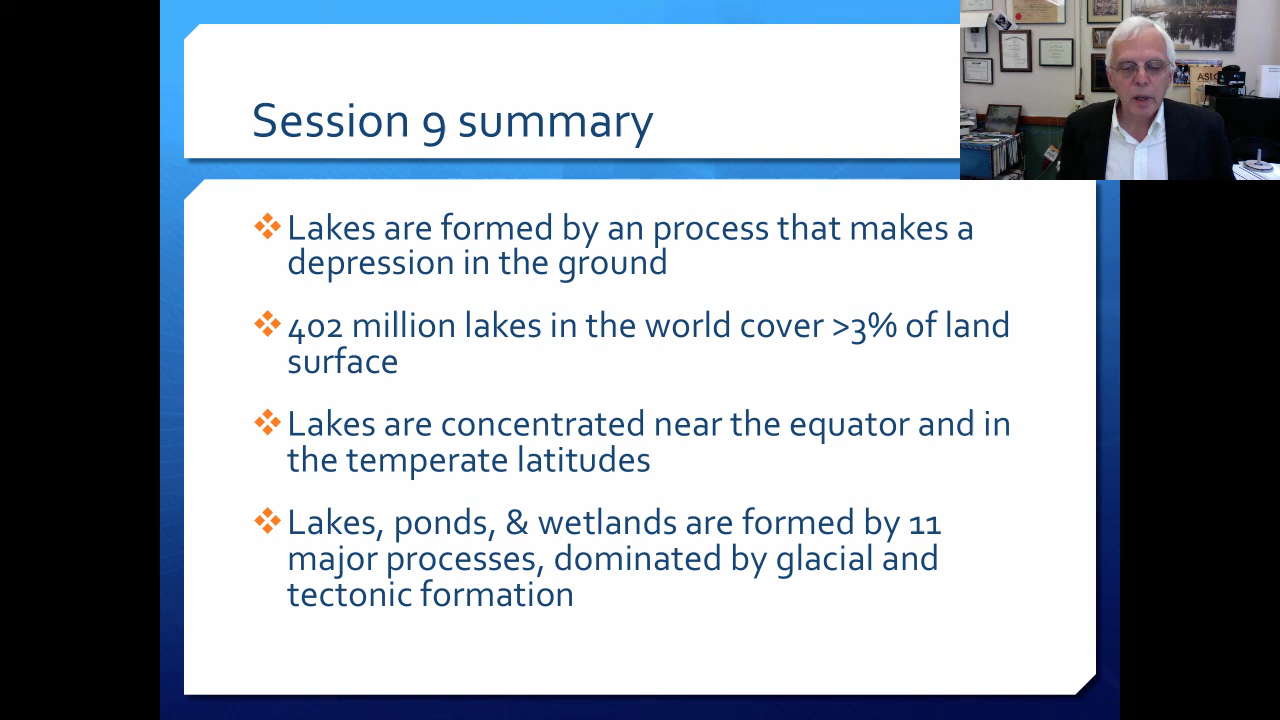 Session 9 summary
Lakes are formed by an process that makes a
depression in the ground
402 million lakes in the world cover >3% of land
surface
Lakes are concentrated near the equator and in
the temperate latitudes
Lakes, ponds, & wetlands are formed by 11
major processes, dominated by glacial and
tectonic formation